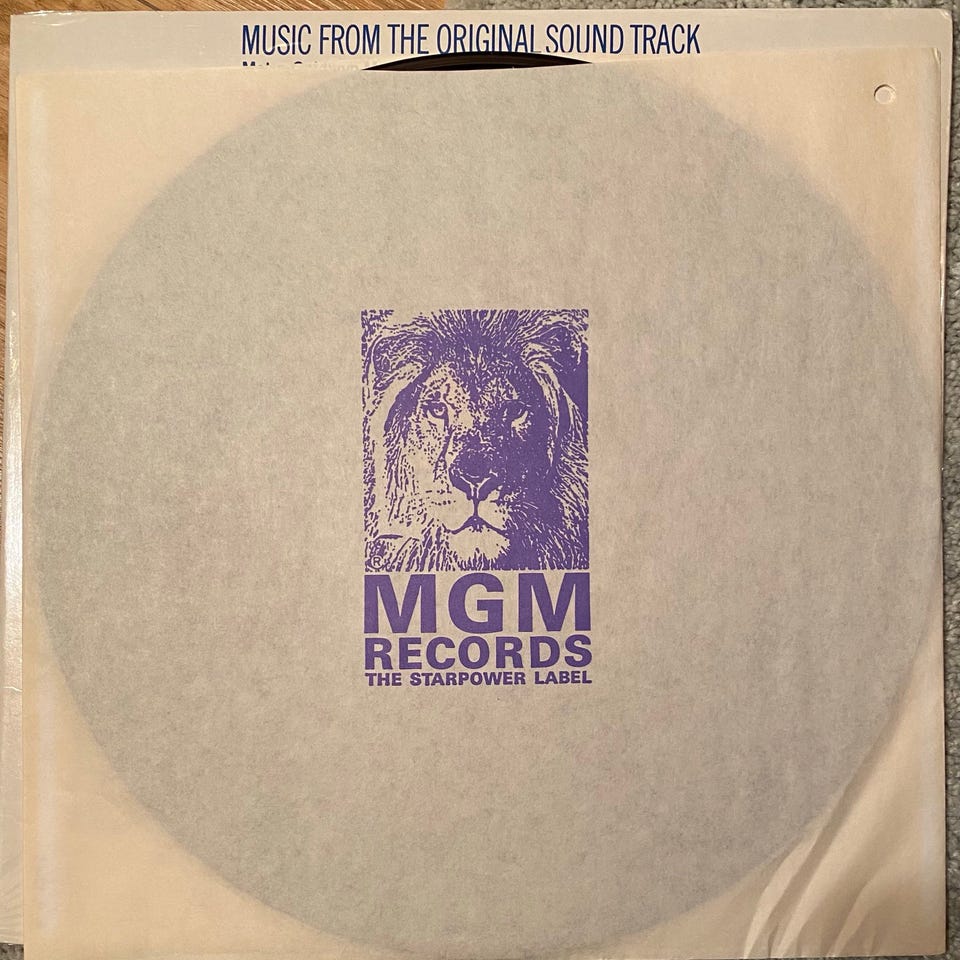 MUSIC FROM THE ORIGINAL SOUND TRACK
®
MGM
RECORDS
THE STARPOWER LABEL